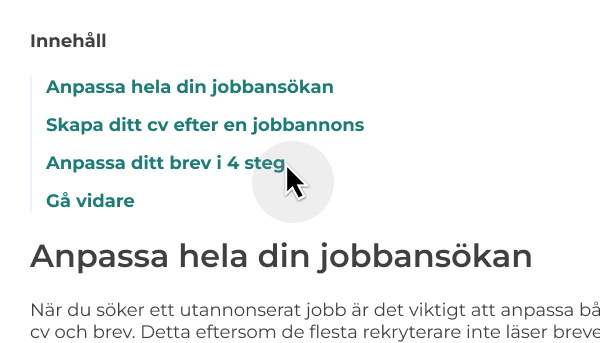 Innehåll
Anpassa hela din jobbansökan
Skapa ditt cv efter en jobbannons
Anpassa ditt brev i 4 steg
Gå vidare
Anpassa hela din jobbansökan
När du söker ett utannonserat jobb är det viktigt att anpassa bå
cv och brev. Detta eftersom de flesta rekryterare inte läser breve